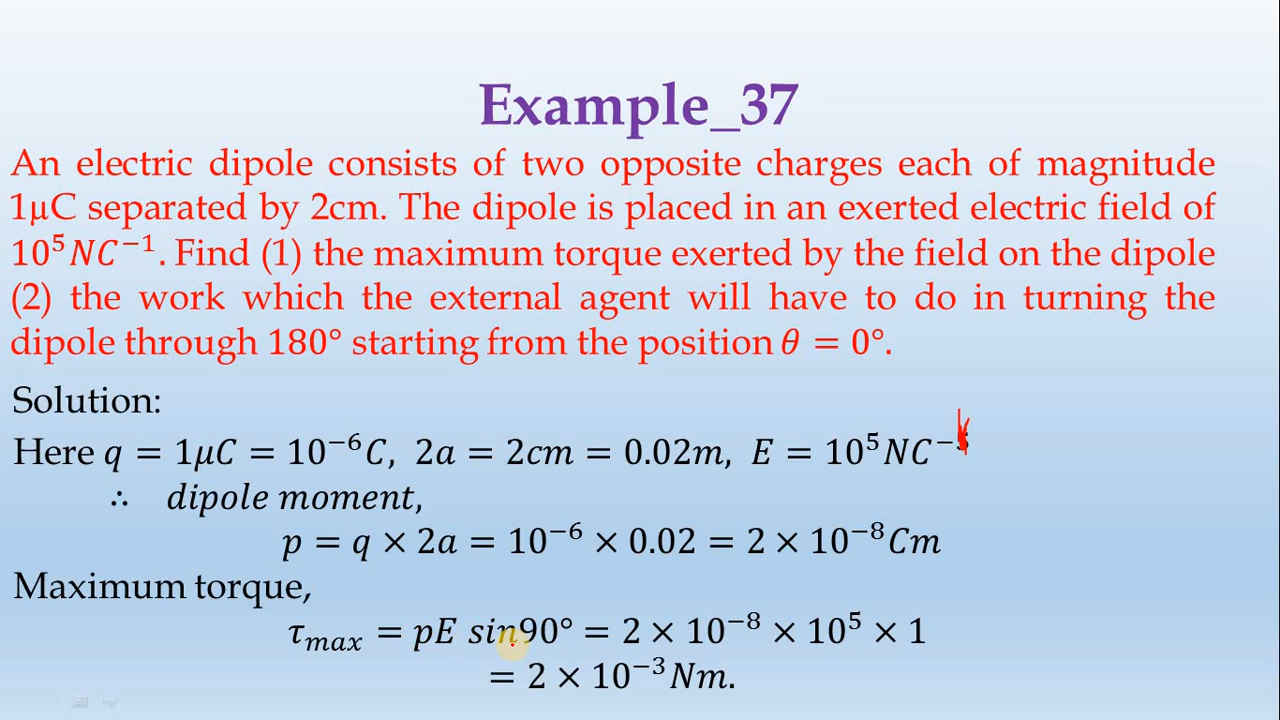 Example_37
An electric dipole consists of two opposite charges each of magnitude
1μC separated by 2cm. The dipole is placed in an exerted electric field of
10⁵NC⁻¹. Find (1) the maximum torque exerted by the field on the dipole
(2) the work which the external agent will have to do in turning the
dipole through 180° starting from the position θ = 0°.
Solution:
Here q = 1μC = 10⁻⁶C, 2a = 2cm = 0.02m, E = 10⁵NC⁻
∴ dipole moment,
p = q × 2a = 10⁻⁶ × 0.02 = 2 × 10⁻⁸Cm
Maximum torque,
τₘₐₓ = pE sin90° = 2 × 10⁻⁸ × 10⁵ × 1
= 2 × 10⁻³Nm.